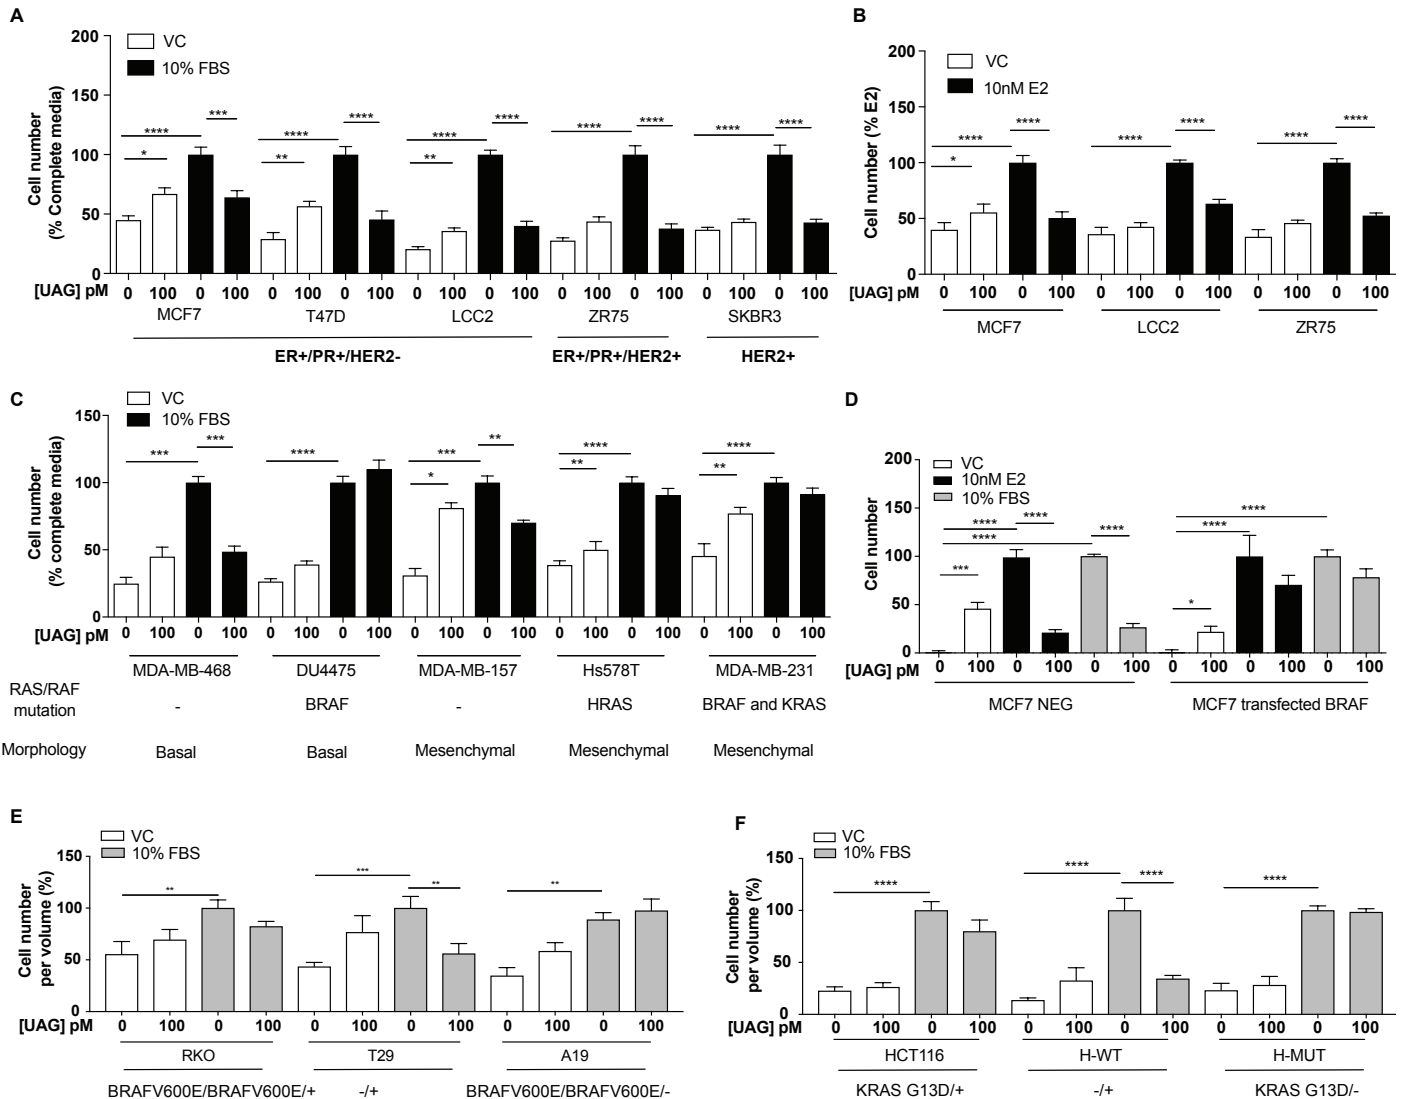 A
VC
10% FBS
Cell number
(% Complete media)
200
150
100
50
0
**** * *** **** ** **** **** ** **** **** **** **** ****
[UAG] pM 0 100 0 100 0 100 0 100 0 100 0 100 0 100 0 100 0 100 0 100
MCF7 T47D LCC2 ZR75 SKBR3
ER+/PR+/HER2- ER+/PR+/HER2+ HER2+
B
VC
10nM E2
Cell number (% E2)
200
150
100
50
0
**** * **** **** **** **** ****
[UAG] pM 0 100 0 100 0 100 0 100 0 100 0 100
MCF7 LCC2 ZR75
C
VC
10% FBS
Cell number
(% complete media)
150
100
50
0
*** *** **** *** * ** **** ** **** **
[UAG] pM 0 100 0 100 0 100 0 100 0 100 0 100 0 100 0 100 0 100 0 100
MDA-MB-468 DU4475 MDA-MB-157 Hs578T MDA-MB-231
RAS/RAF
mutation
- BRAF - HRAS BRAF and KRAS
Morphology Basal Basal Mesenchymal Mesenchymal Mesenchymal
D
VC
10nM E2
10% FBS
Cell number
200
150
100
50
0
*** **** **** **** **** * **** ****
[UAG] pM 0 100 0 100 0 100 0 100 0 100 0 100
MCF7 NEG MCF7 transfected BRAF
E
VC
10% FBS
Cell number
per volume (%)
150
100
50
0
** *** ** **
[UAG] pM 0 100 0 100 0 100 0 100 0 100 0 100
RKO T29 A19
BRAFV600E/BRAFV600E/+ -/+ BRAFV600E/BRAFV600E/-
F
VC
10% FBS
Cell number
per volume (%)
150
100
50
0
**** **** **** ****
[UAG] pM 0 100 0 100 0 100 0 100 0 100 0 100
HCT116 H-WT H-MUT
KRAS G13D/+ -/+ KRAS G13D/-